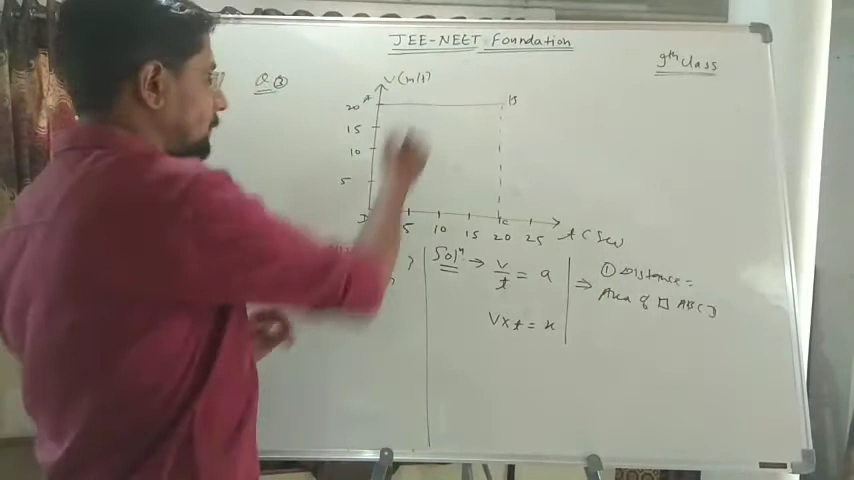 JEE-NEET Foundation
9th class
Q ②
V (m/s)
20 A B
15
10
5
D 5 10 15 20 25 t (Sec)
C
?
Solⁿ → V/t = a
V x t = x
⇒ ① Distance =
Area of □ ABCD